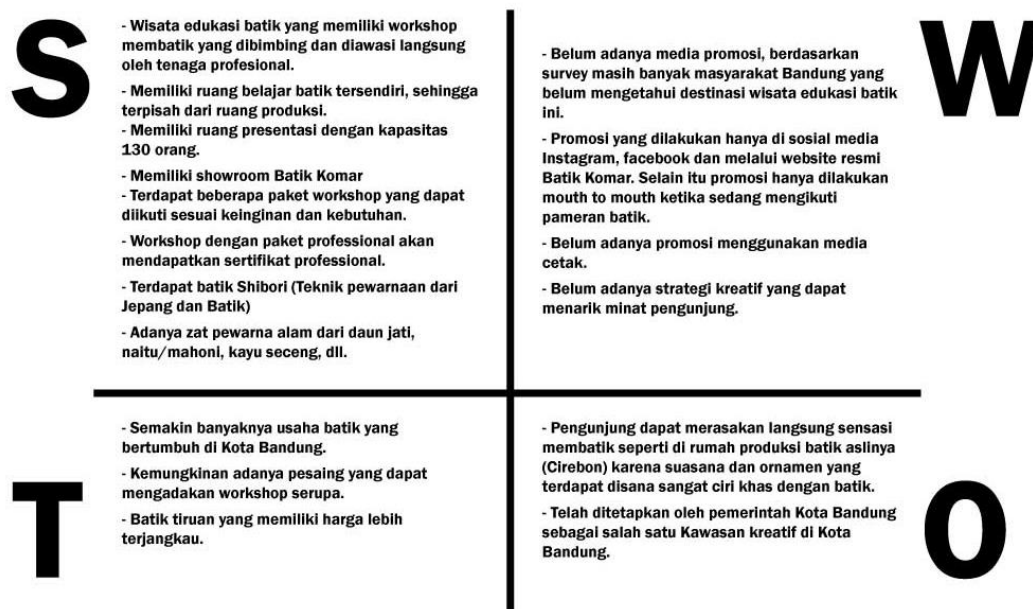 S
- Wisata edukasi batik yang memiliki workshop
membatik yang dibimbing dan diawasi langsung
oleh tenaga profesional.
- Memiliki ruang belajar batik tersendiri, sehingga
terpisah dari ruang produksi.
- Memiliki ruang presentasi dengan kapasitas
130 orang.
- Memiliki showroom Batik Komar
- Terdapat beberapa paket workshop yang dapat
diikuti sesuai keinginan dan kebutuhan.
- Workshop dengan paket professional akan
mendapatkan sertifikat professional.
- Terdapat batik Shibori (Teknik pewarnaan dari
Jepang dan Batik)
- Adanya zat pewarna alam dari daun jati,
naitu/mahoni, kayu seceng, dll.
W
- Belum adanya media promosi, berdasarkan
survey masih banyak masyarakat Bandung yang
belum mengetahui destinasi wisata edukasi batik
ini.
- Promosi yang dilakukan hanya di sosial media
Instagram, facebook dan melalui website resmi
Batik Komar. Selain itu promosi hanya dilakukan
mouth to mouth ketika sedang mengikuti
pameran batik.
- Belum adanya promosi menggunakan media
cetak.
- Belum adanya strategi kreatif yang dapat
menarik minat pengunjung.
T
- Semakin banyaknya usaha batik yang
bertumbuh di Kota Bandung.
- Kemungkinan adanya pesaing yang dapat
mengadakan workshop serupa.
- Batik tiruan yang memiliki harga lebih
terjangkau.
O
- Pengunjung dapat merasakan langsung sensasi
membatik seperti di rumah produksi batik aslinya
(Cirebon) karena suasana dan ornamen yang
terdapat disana sangat ciri khas dengan batik.
- Telah ditetapkan oleh pemerintah Kota Bandung
sebagai salah satu Kawasan kreatif di Kota
Bandung.